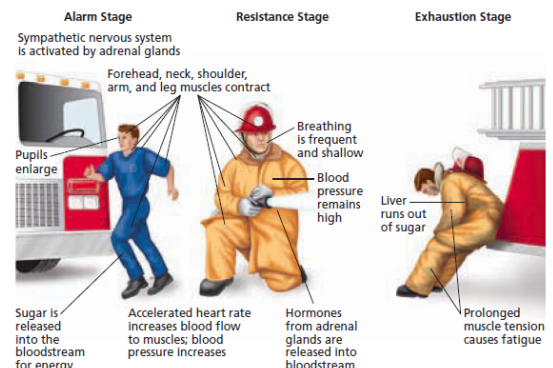 Alarm Stage
Resistance Stage
Exhaustion Stage
Sympathetic nervous system
is activated by adrenal glands
Forehead, neck, shoulder,
arm, and leg muscles contract
Pupils
enlarge
Breathing
is frequent
and shallow
Blood
pressure
remains
high
Liver
runs out
of sugar
Sugar is
released
into the
bloodstream
for energy
Accelerated heart rate
increases blood flow
to muscles; blood
pressure increases
Hormones
from adrenal
glands are
released into
bloodstream
Prolonged
muscle tension
causes fatigue